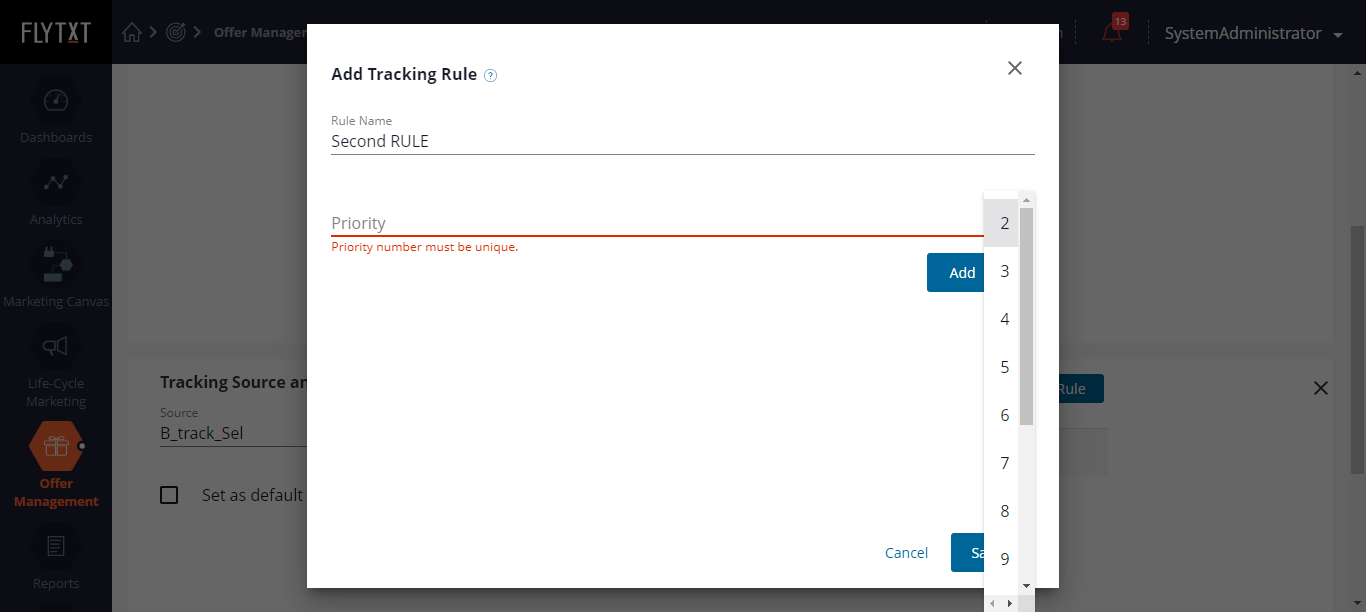 FLYTXT
Offer Manager
13
SystemAdministrator
Dashboards
Analytics
Marketing Canvas
Life-Cycle
Marketing
Offer
Management
Reports
Add Tracking Rule ?
Rule Name
Second RULE
Priority
Priority number must be unique.
Add
2
3
4
5
6
7
8
9
Tracking Source an
Rule
Source
B_track_Sel
Set as default
Cancel
Sa